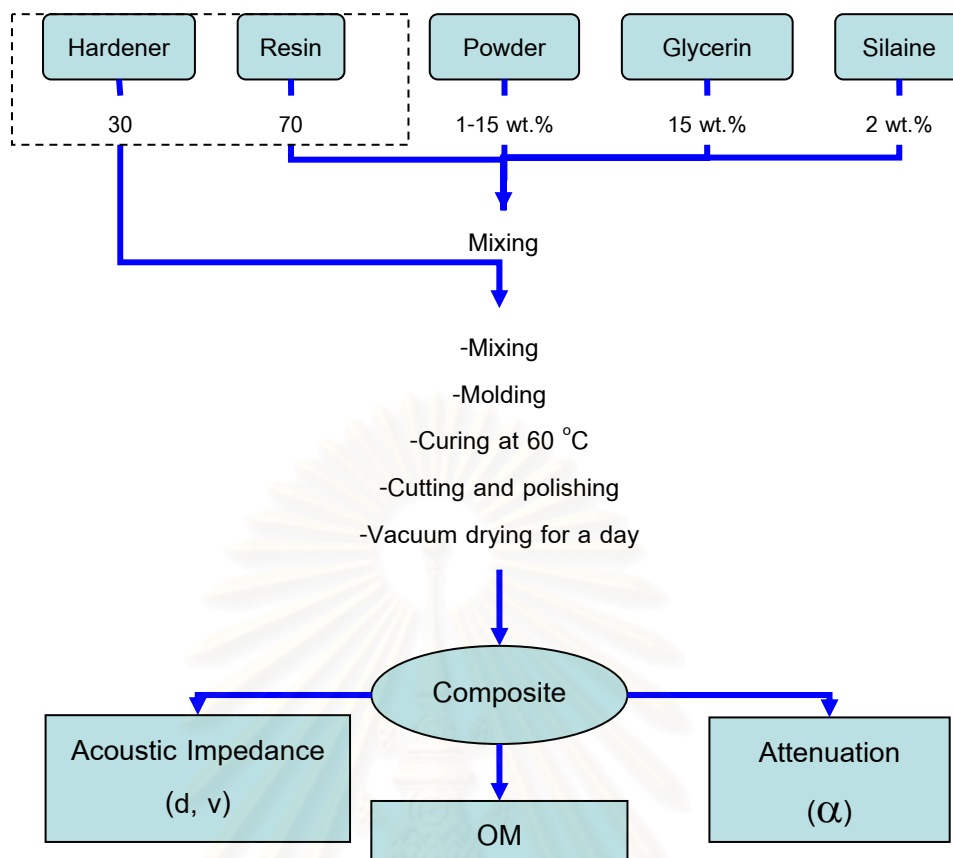 Hardener Resin Powder Glycerin Silaine
30 70 1-15 wt.% 15 wt.% 2 wt.%
Mixing
-Mixing
-Molding
-Curing at 60 °C
-Cutting and polishing
-Vacuum drying for a day
Composite
Acoustic Impedance
(d, v)
OM
Attenuation
(α)